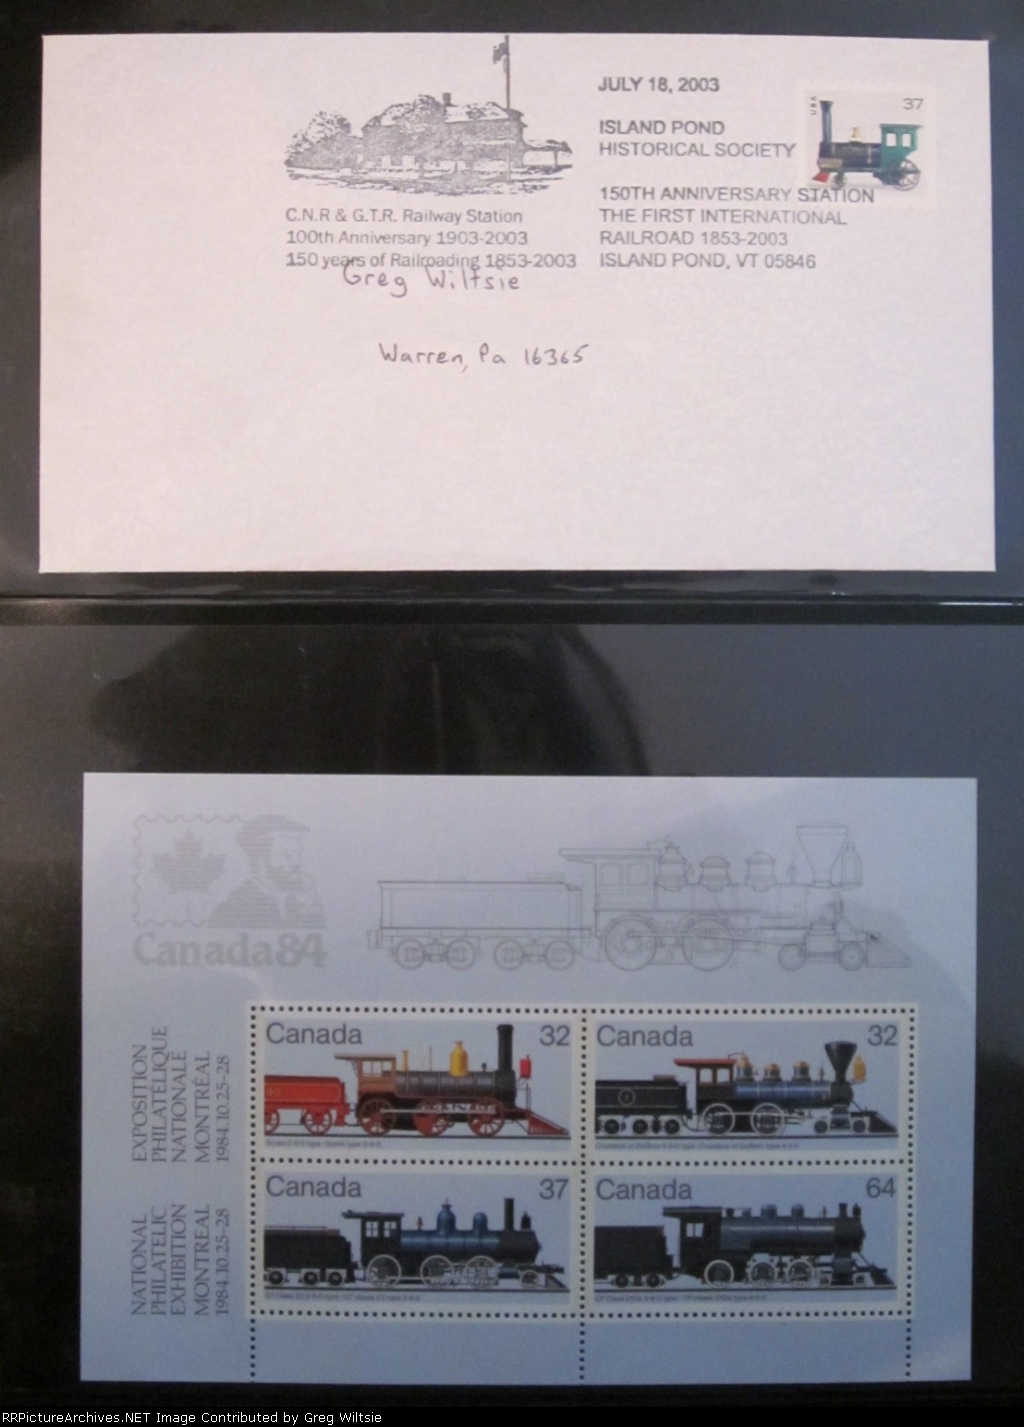 C.N.R & G.T.R. Railway Station
100th Anniversary 1903-2003
150 years of Railroading 1853-2003
JULY 18, 2003
ISLAND POND
HISTORICAL SOCIETY
150TH ANNIVERSARY STATION
THE FIRST INTERNATIONAL
RAILROAD 1853-2003
ISLAND POND, VT 05846
USA
37
Greg Wiltsie
Warren, Pa 16365
Canada84
EXPOSITION
PHILATÉLIQUE
NATIONALE
MONTRÉAL
1984.10.25-28
NATIONAL
PHILATELIC
EXHIBITION
MONTREAL
1984.10.25-28
Canada 32
Canada 32
Canada 37
Canada 64
RRPictureArchives.NET Image Contributed by Greg Wiltsie